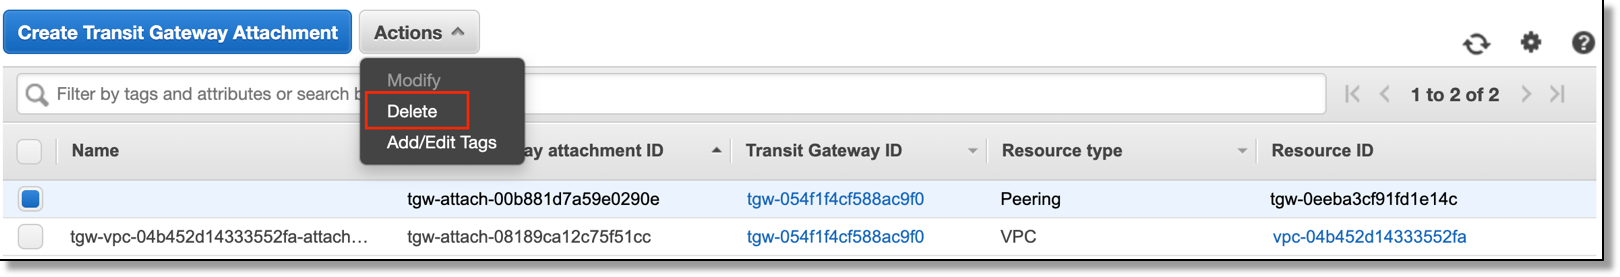 Create Transit Gateway Attachment Actions
Modify
Filter by tags and attributes or search b 1 to 2 of 2
Delete
Add/Edit Tags
Name ay attachment ID Transit Gateway ID Resource type Resource ID
tgw-attach-00b881d7a59e0290e tgw-054f1f4cf588ac9f0 Peering tgw-0eeba3cf91fd1e14c
tgw-vpc-04b452d14333552fa-attach… tgw-attach-08189ca12c75f51cc tgw-054f1f4cf588ac9f0 VPC vpc-04b452d14333552fa